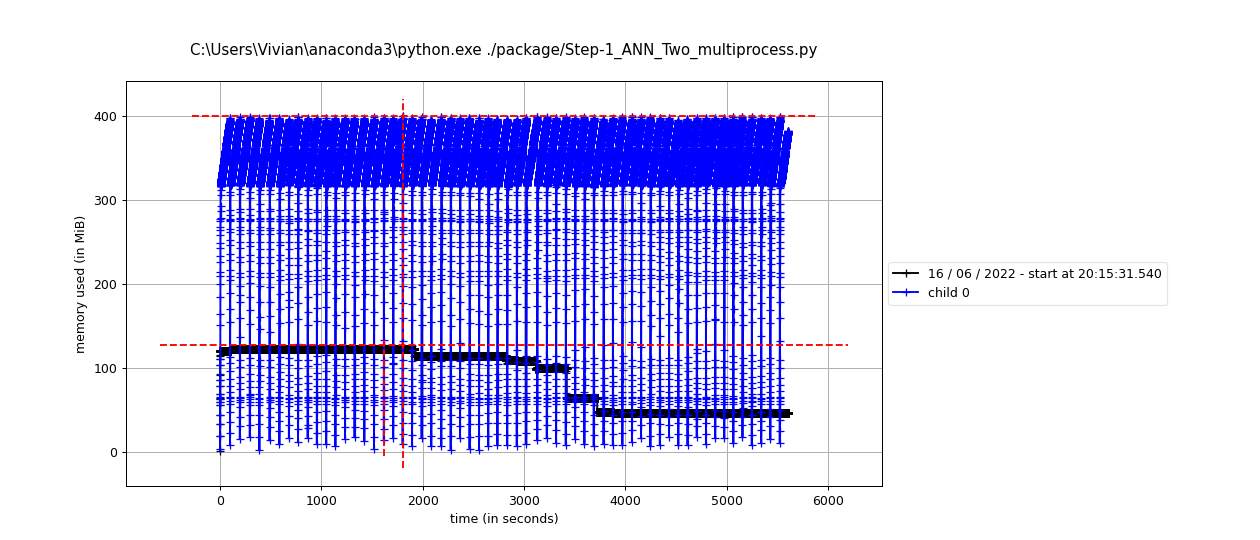 C:\Users\Vivian\anaconda3\python.exe ./package/Step-1_ANN_Two_multiprocess.py
memory used (in MiB)
400
300
200
100
0
0 1000 2000 3000 4000 5000 6000
time (in seconds)
16 / 06 / 2022 - start at 20:15:31.540
child 0